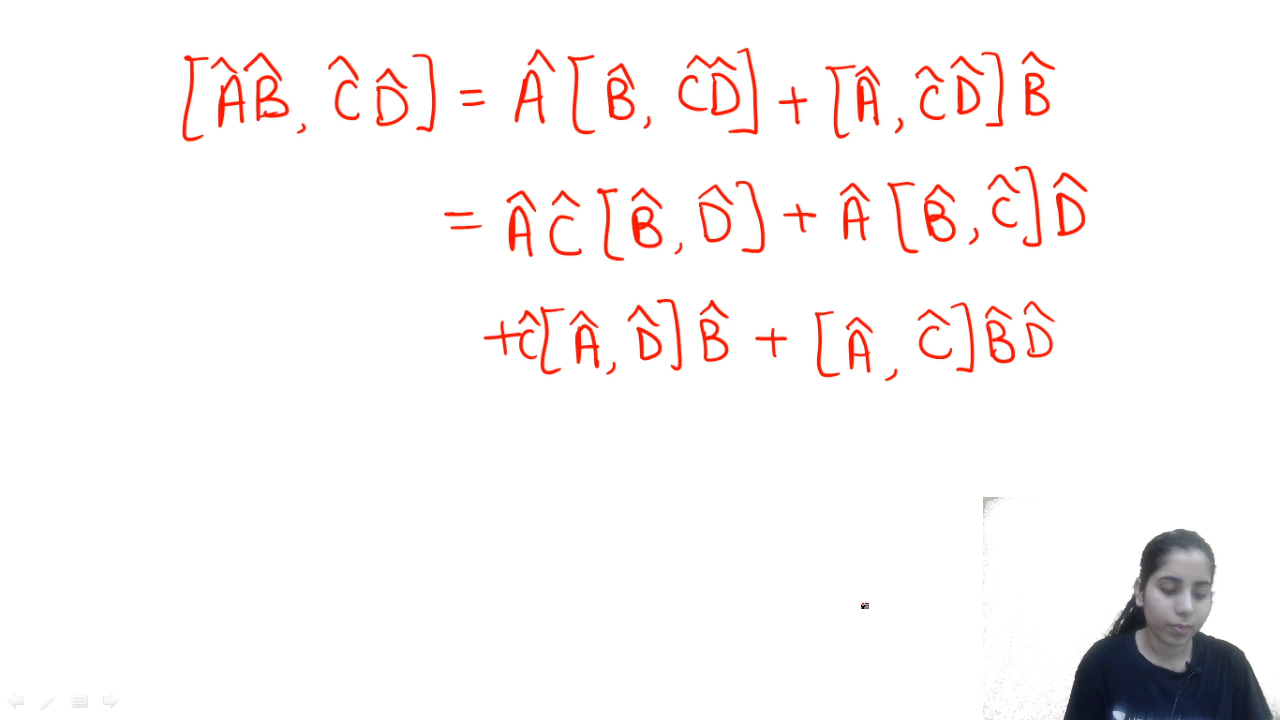 [ÂB̂, ĈD̂] = Â[B̂, ĈD̂] + [Â, ĈD̂]B̂
= ÂĈ[B̂, D̂] + Â[B̂, Ĉ]D̂
+Ĉ[Â, D̂]B̂ + [Â, Ĉ]B̂D̂